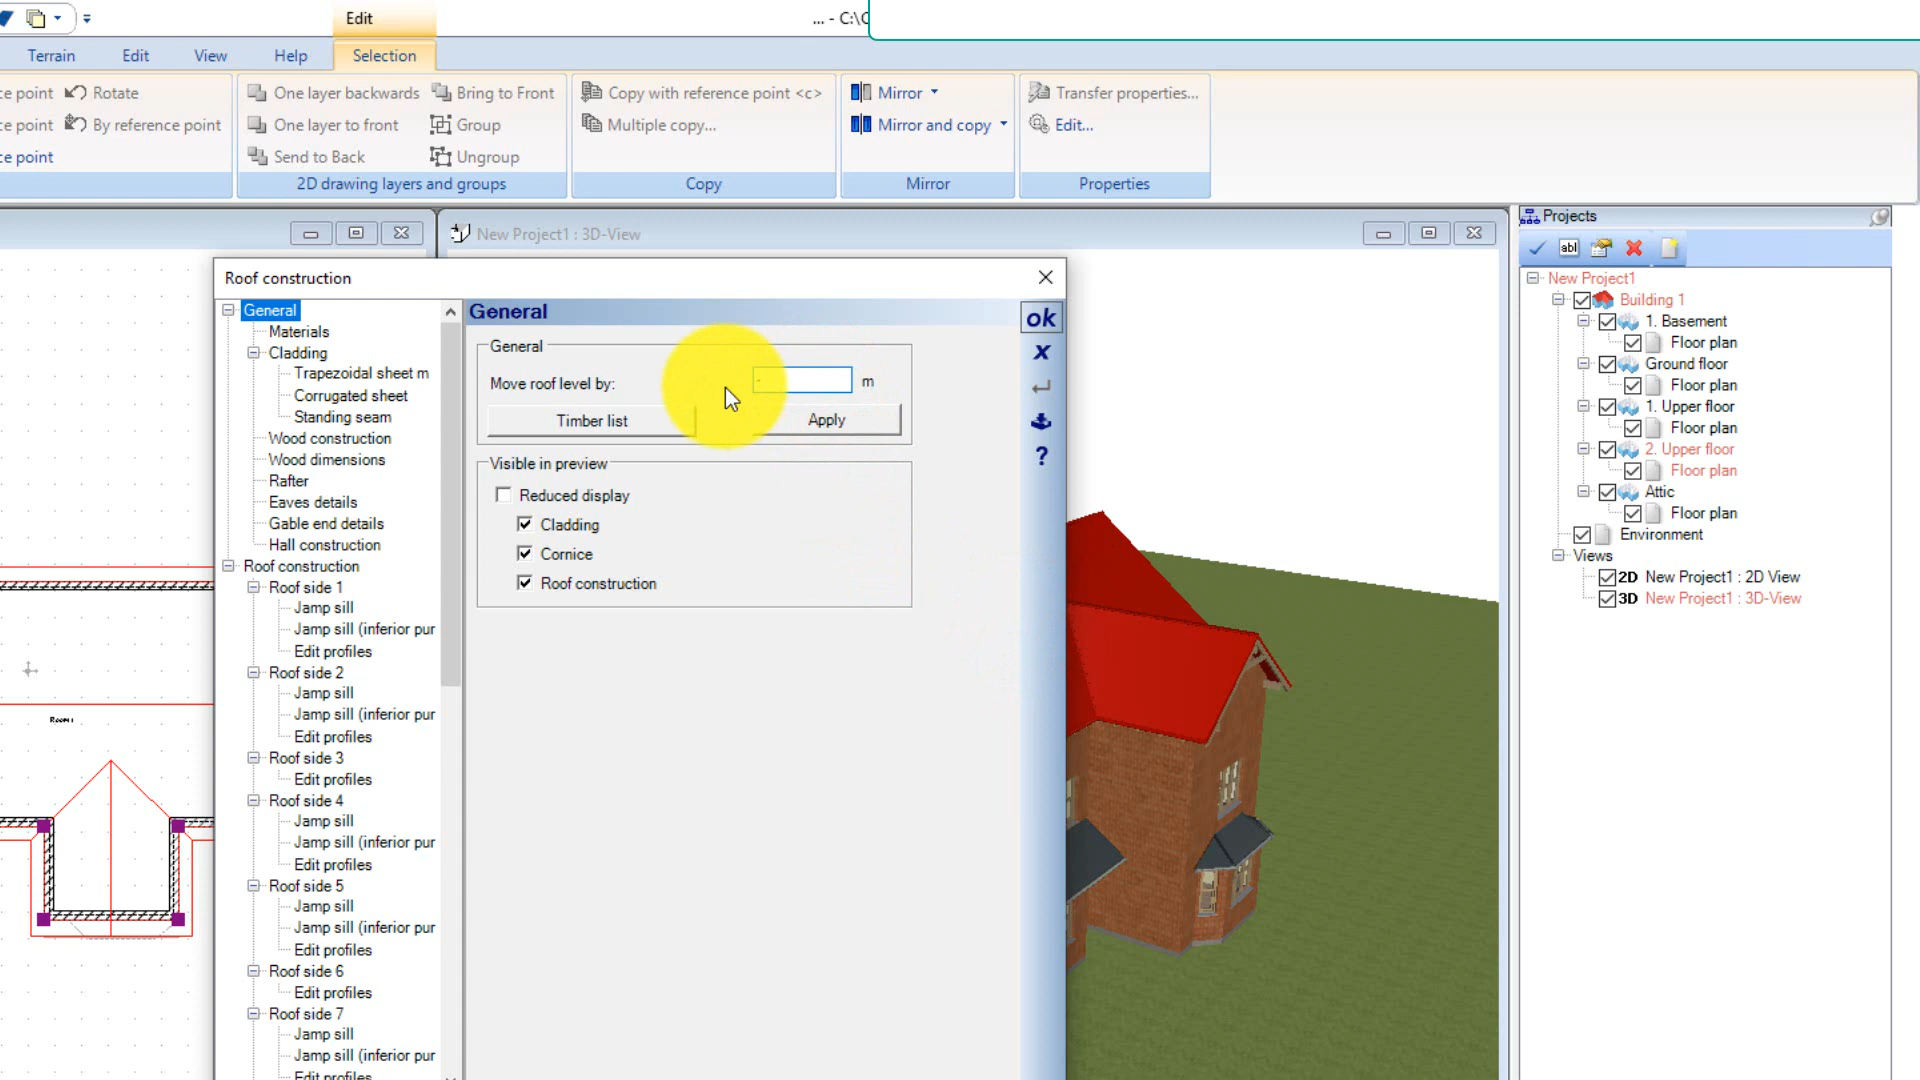 Edit
... - C:\C
Terrain
Edit
View
Help
Selection
ce point
Rotate
ce point
By reference point
ce point
One layer backwards
Bring to Front
One layer to front
Group
Send to Back
Ungroup
2D drawing layers and groups
Copy with reference point <c>
Multiple copy...
Copy
Mirror
Mirror and copy
Mirror
Transfer properties...
Edit...
Properties
New Project1 : 3D-View
Roof construction
General
Materials
Cladding
Trapezoidal sheet m
Corrugated sheet
Standing seam
Wood construction
Wood dimensions
Rafter
Eaves details
Gable end details
Hall construction
Roof construction
Roof side 1
Jamp sill
Jamp sill (inferior pur
Edit profiles
Roof side 2
Jamp sill
Jamp sill (inferior pur
Edit profiles
Roof side 3
Edit profiles
Roof side 4
Jamp sill
Jamp sill (inferior pur
Edit profiles
Roof side 5
Jamp sill
Jamp sill (inferior pur
Edit profiles
Roof side 6
Edit profiles
Roof side 7
Jamp sill
Jamp sill (inferior pur
Edit profiles
General
General
Move roof level by:
-
m
Timber list
Apply
Visible in preview
Reduced display
Cladding
Cornice
Roof construction
ok
x
?
Projects
abl
New Project1
Building 1
1. Basement
Floor plan
Ground floor
Floor plan
1. Upper floor
Floor plan
2. Upper floor
Floor plan
Attic
Floor plan
Environment
Views
2D New Project1 : 2D View
3D New Project1 : 3D-View